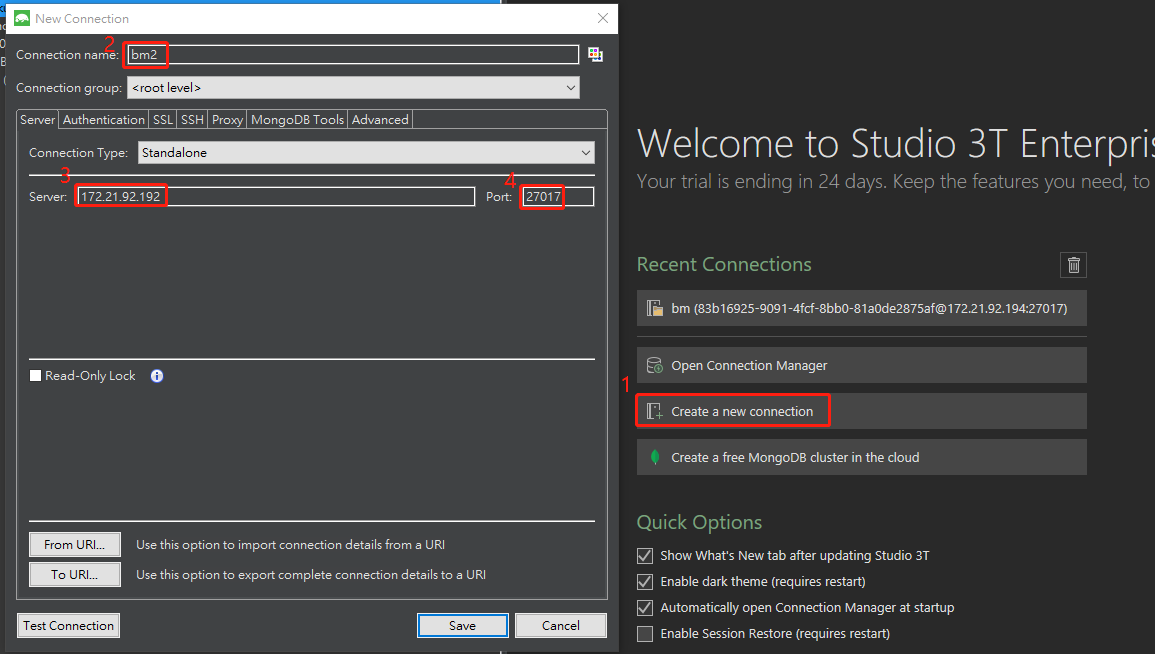 New Connection
2
Connection name: bm2
Connection group: <root level>
Server Authentication SSL SSH Proxy MongoDB Tools Advanced
Connection Type: Standalone
3
4
Server: 172.21.92.192 Port: 27017
Read-Only Lock
From URI... Use this option to import connection details from a URI
To URI... Use this option to export complete connection details to a URI
Test Connection Save Cancel
Welcome to Studio 3T Enterpris
Your trial is ending in 24 days. Keep the features you need, to
Recent Connections
bm (83b16925-9091-4fcf-8bb0-81a0de2875af@172.21.92.194:27017)
Open Connection Manager
1
Create a new connection
Create a free MongoDB cluster in the cloud
Quick Options
Show What's New tab after updating Studio 3T
Enable dark theme (requires restart)
Automatically open Connection Manager at startup
Enable Session Restore (requires restart)